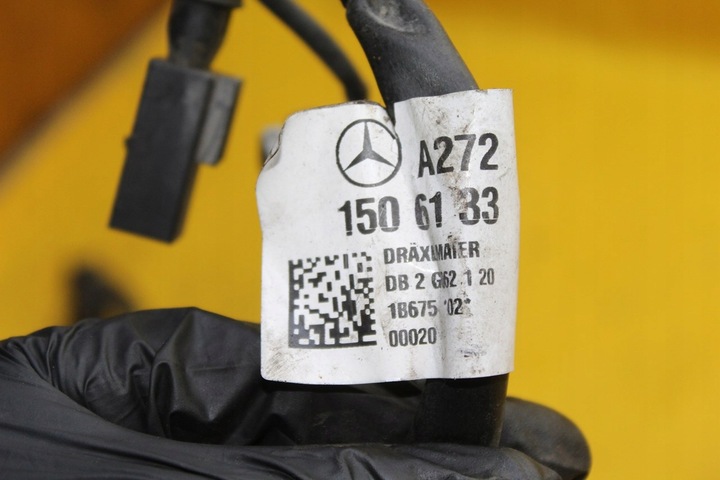 A272
150 61 33
DRÄXLMAIER
DB 2 G62 1 20
1B675 02
00020